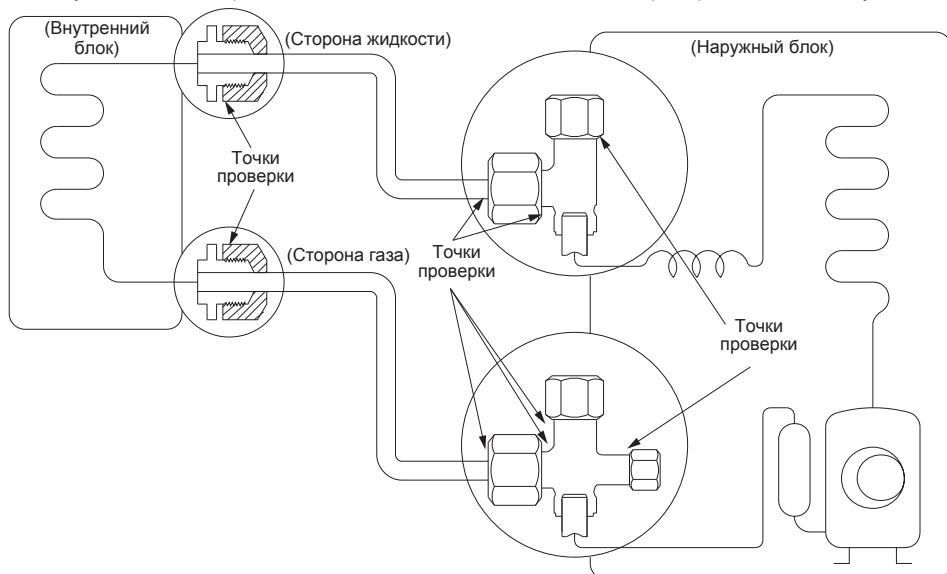 (Внутренний
блок)
(Сторона жидкости)
(Наружный блок)
Точки
проверки
(Сторона газа)
Точки
проверки
Точки
проверки